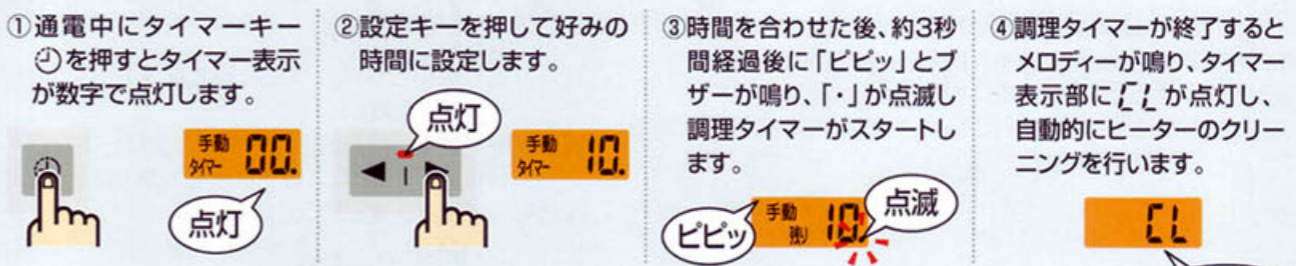 ①通電中にタイマーキー
を押すとタイマー表示
が数字で点灯します。
手動
タイマー 00.
点灯
②設定キーを押して好みの
時間に設定します。
点灯
手動
タイマー 10.
③時間を合わせた後、約3秒
間経過後に「ピピッ」とブ
ザーが鳴り、「・」が点滅し
調理タイマーがスタートし
ます。
ピピッ
手動
残り 10.
点滅
④調理タイマーが終了すると
メロディーが鳴り、タイマー
表示部にCLが点灯し、
自動的にヒーターのクリー
ニングを行います。
CL